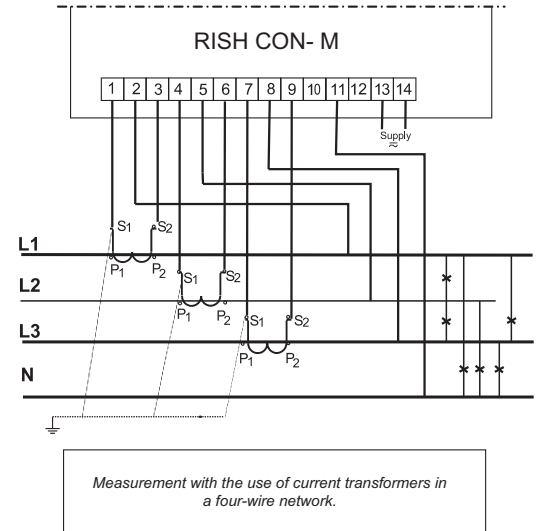 RISH CON- M
1 2 3 4 5 6 7 8 9 10 11 12 13 14
Supply
S1 S2
L1
P1 P2
S1 S2
L2
P1 P2
S1 S2
L3
P1 P2
N
Measurement with the use of current transformers in
a four-wire network.